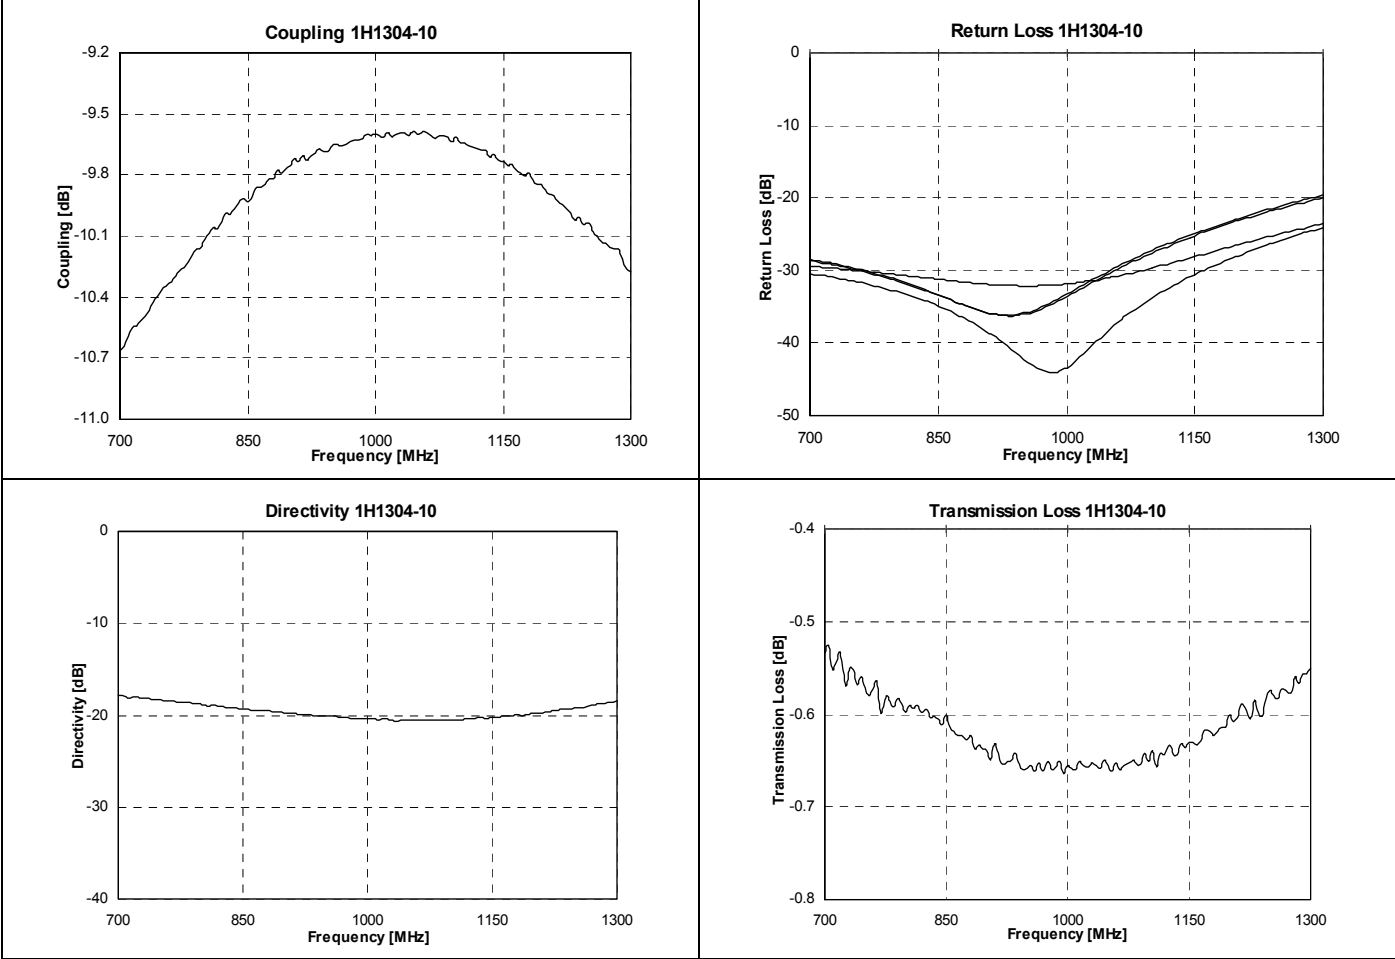 Coupling 1H1304-10
-9.2
-9.5
-9.8
-10.1
-10.4
-10.7
-11.0
Coupling [dB]
700 850 1000 1150 1300
Frequency [MHz]
Return Loss 1H1304-10
0
-10
-20
-30
-40
-50
Return Loss [dB]
700 850 1000 1150 1300
Frequency [MHz]
Directivity 1H1304-10
0
-10
-20
-30
-40
Directivity [dB]
700 850 1000 1150 1300
Frequency [MHz]
Transmission Loss 1H1304-10
-0.4
-0.5
-0.6
-0.7
-0.8
Transmission Loss [dB]
700 850 1000 1150 1300
Frequency [MHz]